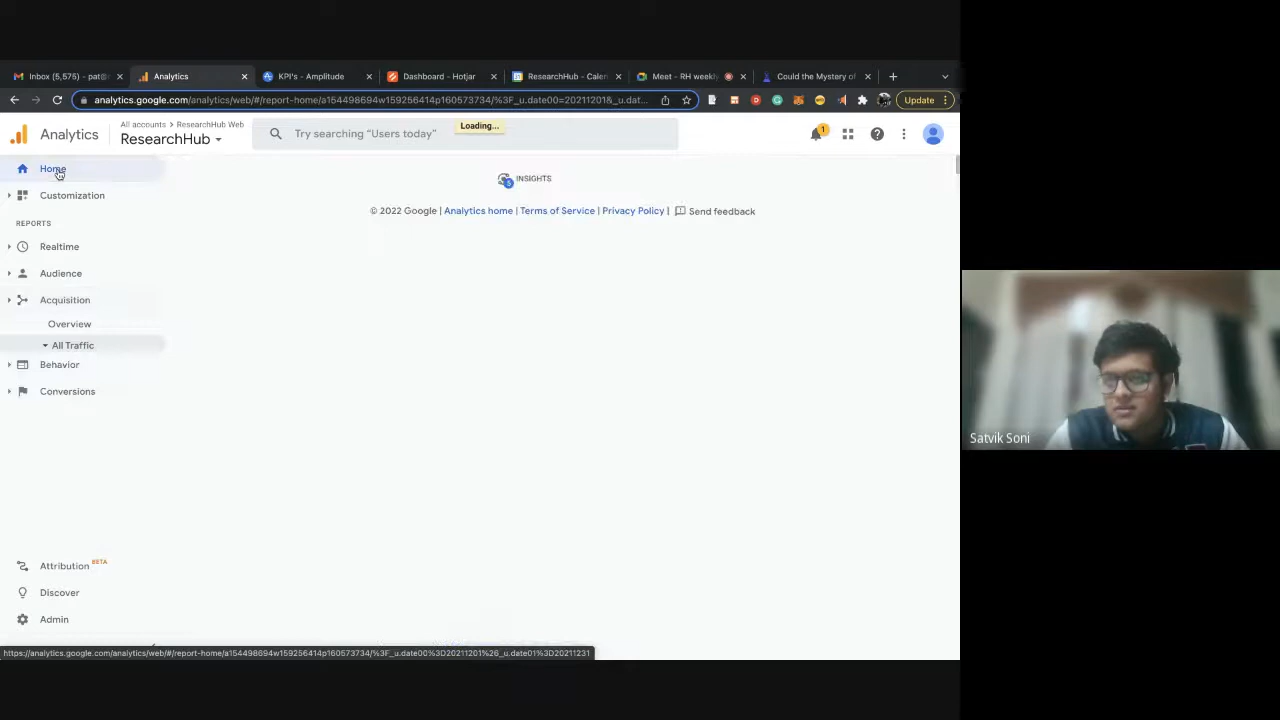 Inbox (5,575) - pat@
Analytics
KPI's - Amplitude
Dashboard - Hotjar
ResearchHub - Calen
Meet - RH weekly
Could the Mystery of
analytics.google.com/analytics/web/#/report-home/a154498694w159256414p160573734/%3F_u.date00=20211201&_u.dat...
Update
Analytics
All accounts > ResearchHub Web
ResearchHub
Try searching “Users today”
Loading...
1
Home
Customization
REPORTS
Realtime
Audience
Acquisition
Overview
All Traffic
Behavior
Conversions
Attribution BETA
Discover
Admin
INSIGHTS
© 2022 Google | Analytics home | Terms of Service | Privacy Policy | Send feedback
https://analytics.google.com/analytics/web/#/report-home/a154498694w159256414p160573734/%3F_u.date00%3D20211201%26_u.date01%3D20211231
Satvik Soni